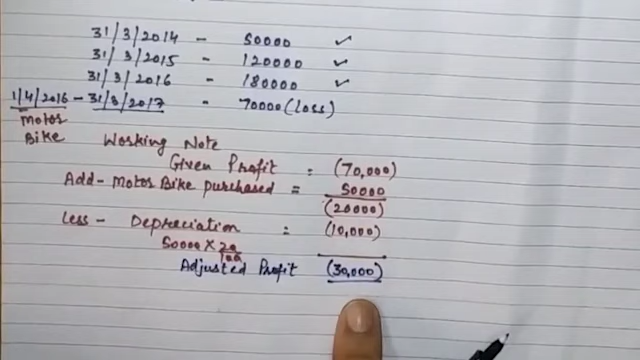 31/3/2014 - 50000 ✓
31/3/2015 - 120000 ✓
31/3/2016 - 180000 ✓
1/4/2016 - 31/3/2017 - 70000 (loss)
Motor
Bike
Working Note
Given Profit : (70,000)
Add - Motor Bike purchased = 50000
(20000)
Less - Depreciation : (10,000)
50000 × 20/100
Adjusted Profit (30,000)